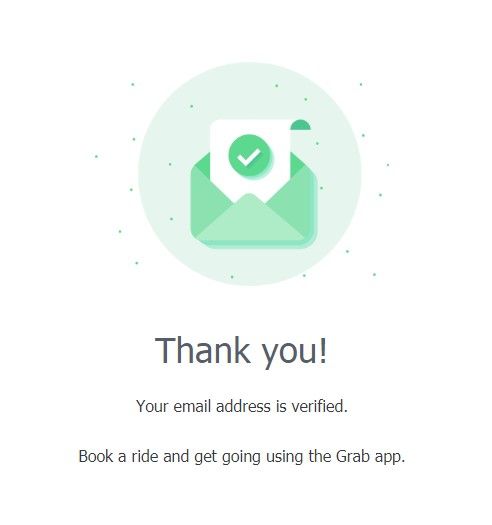 Thank you!
Your email address is verified.
Book a ride and get going using the Grab app.